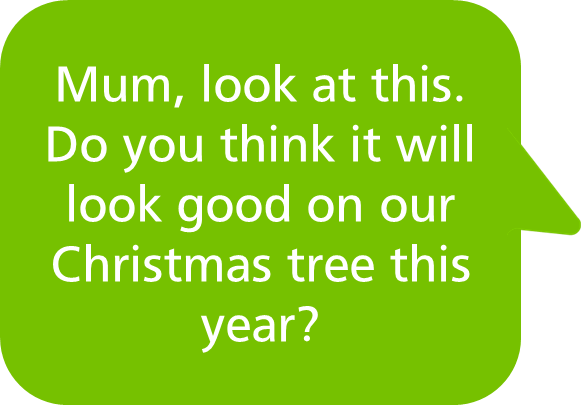 Mum, look at this.
Do you think it will
look good on our
Christmas tree this
year?